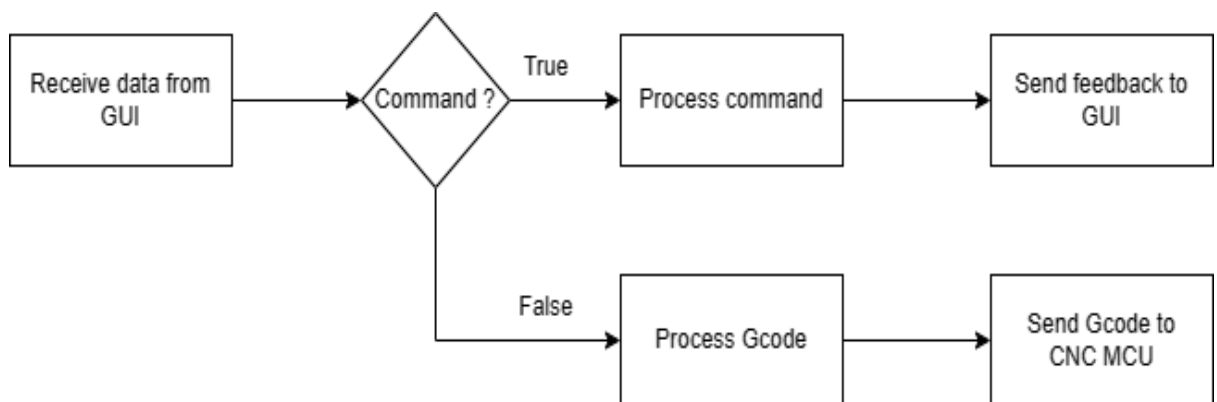 Receive data from
GUI
Command ?
True
Process command
Send feedback to
GUI
False
Process Gcode
Send Gcode to
CNC MCU